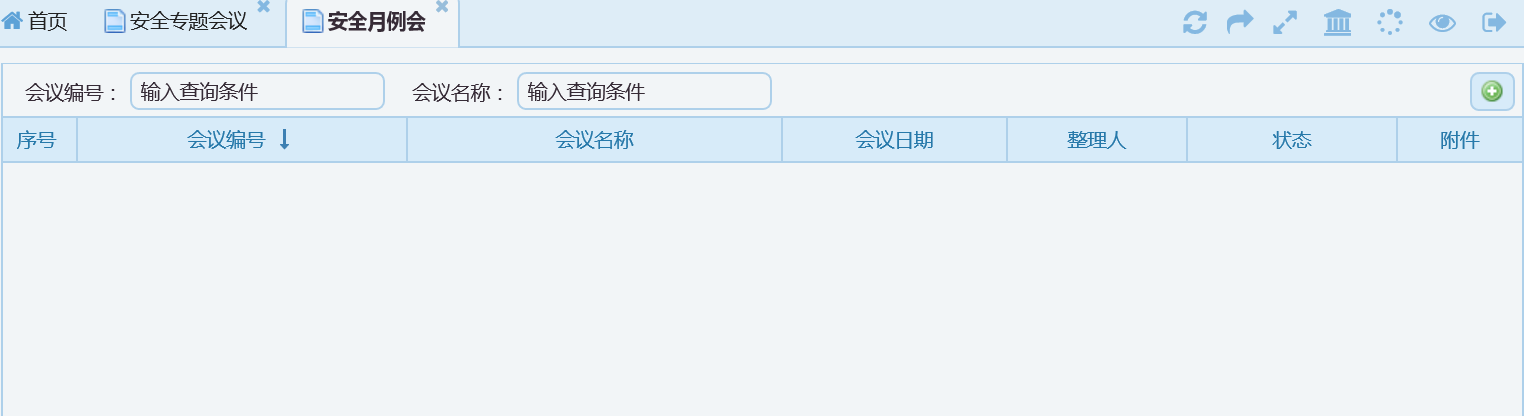 首页 安全专题会议 安全月例会
会议编号： 输入查询条件 会议名称： 输入查询条件
序号 会议编号 会议名称 会议日期 整理人 状态 附件